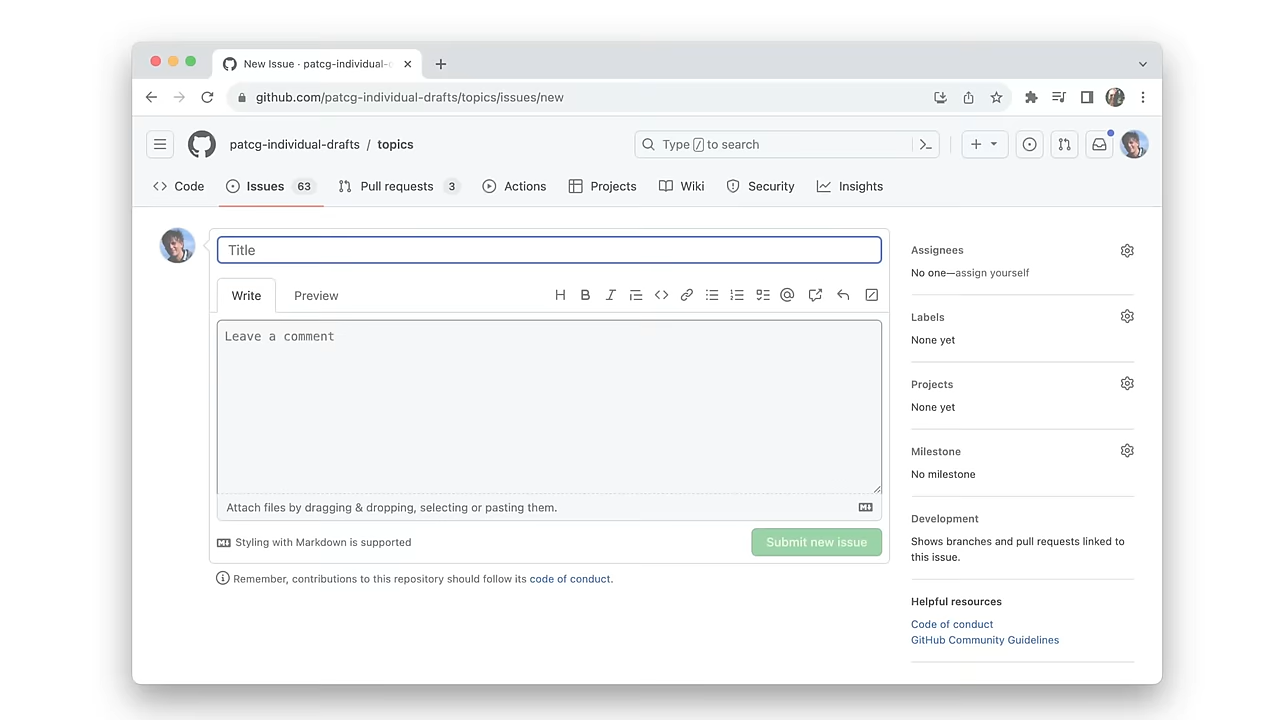 New Issue · patcg-individual-
github.com/patcg-individual-drafts/topics/issues/new
patcg-individual-drafts / topics
Type / to search
Code Issues 63 Pull requests 3 Actions Projects Wiki Security Insights
Title
Write Preview
Leave a comment
Attach files by dragging & dropping, selecting or pasting them.
Styling with Markdown is supported
Submit new issue
Remember, contributions to this repository should follow its code of conduct.
Assignees
No one—assign yourself
Labels
None yet
Projects
None yet
Milestone
No milestone
Development
Shows branches and pull requests linked to
this issue.
Helpful resources
Code of conduct
GitHub Community Guidelines